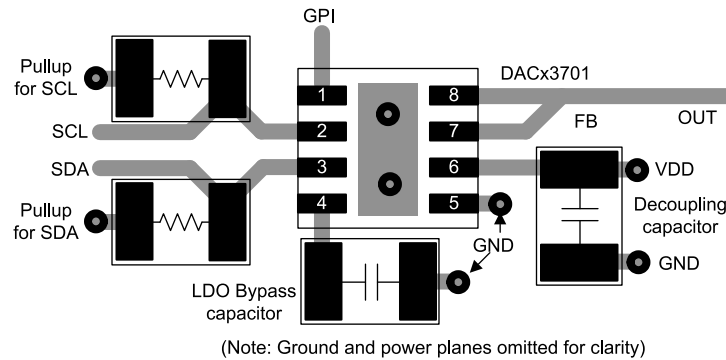 GPI
Pullup
for SCL
SCL
SDA
Pullup
for SDA
1
2
3
4
8
7
6
5
DACx3701
FB
OUT
VDD
Decoupling
capacitor
GND
GND
LDO Bypass
capacitor
(Note: Ground and power planes omitted for clarity)